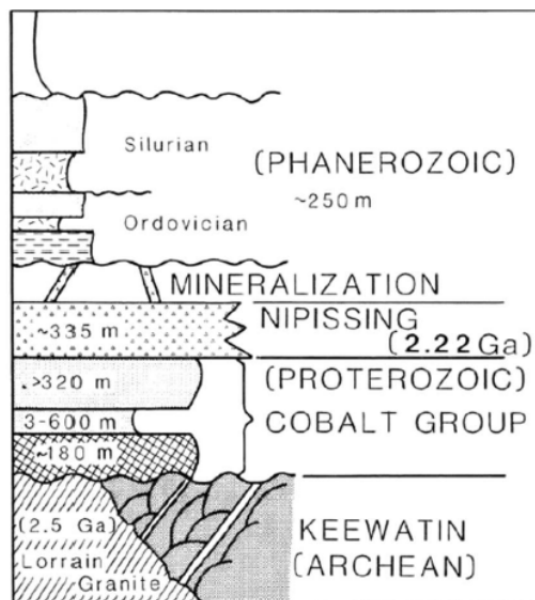 Silurian
(PHANEROZOIC)
~250 m
Ordovician
MINERALIZATION
NIPISSING
~335 m
(2.22 Ga)
>320 m
(PROTEROZOIC)
3-600 m
COBALT GROUP
~180 m
(2.5 Ga)
KEEWATIN
Lorrain
(ARCHEAN)
Granite